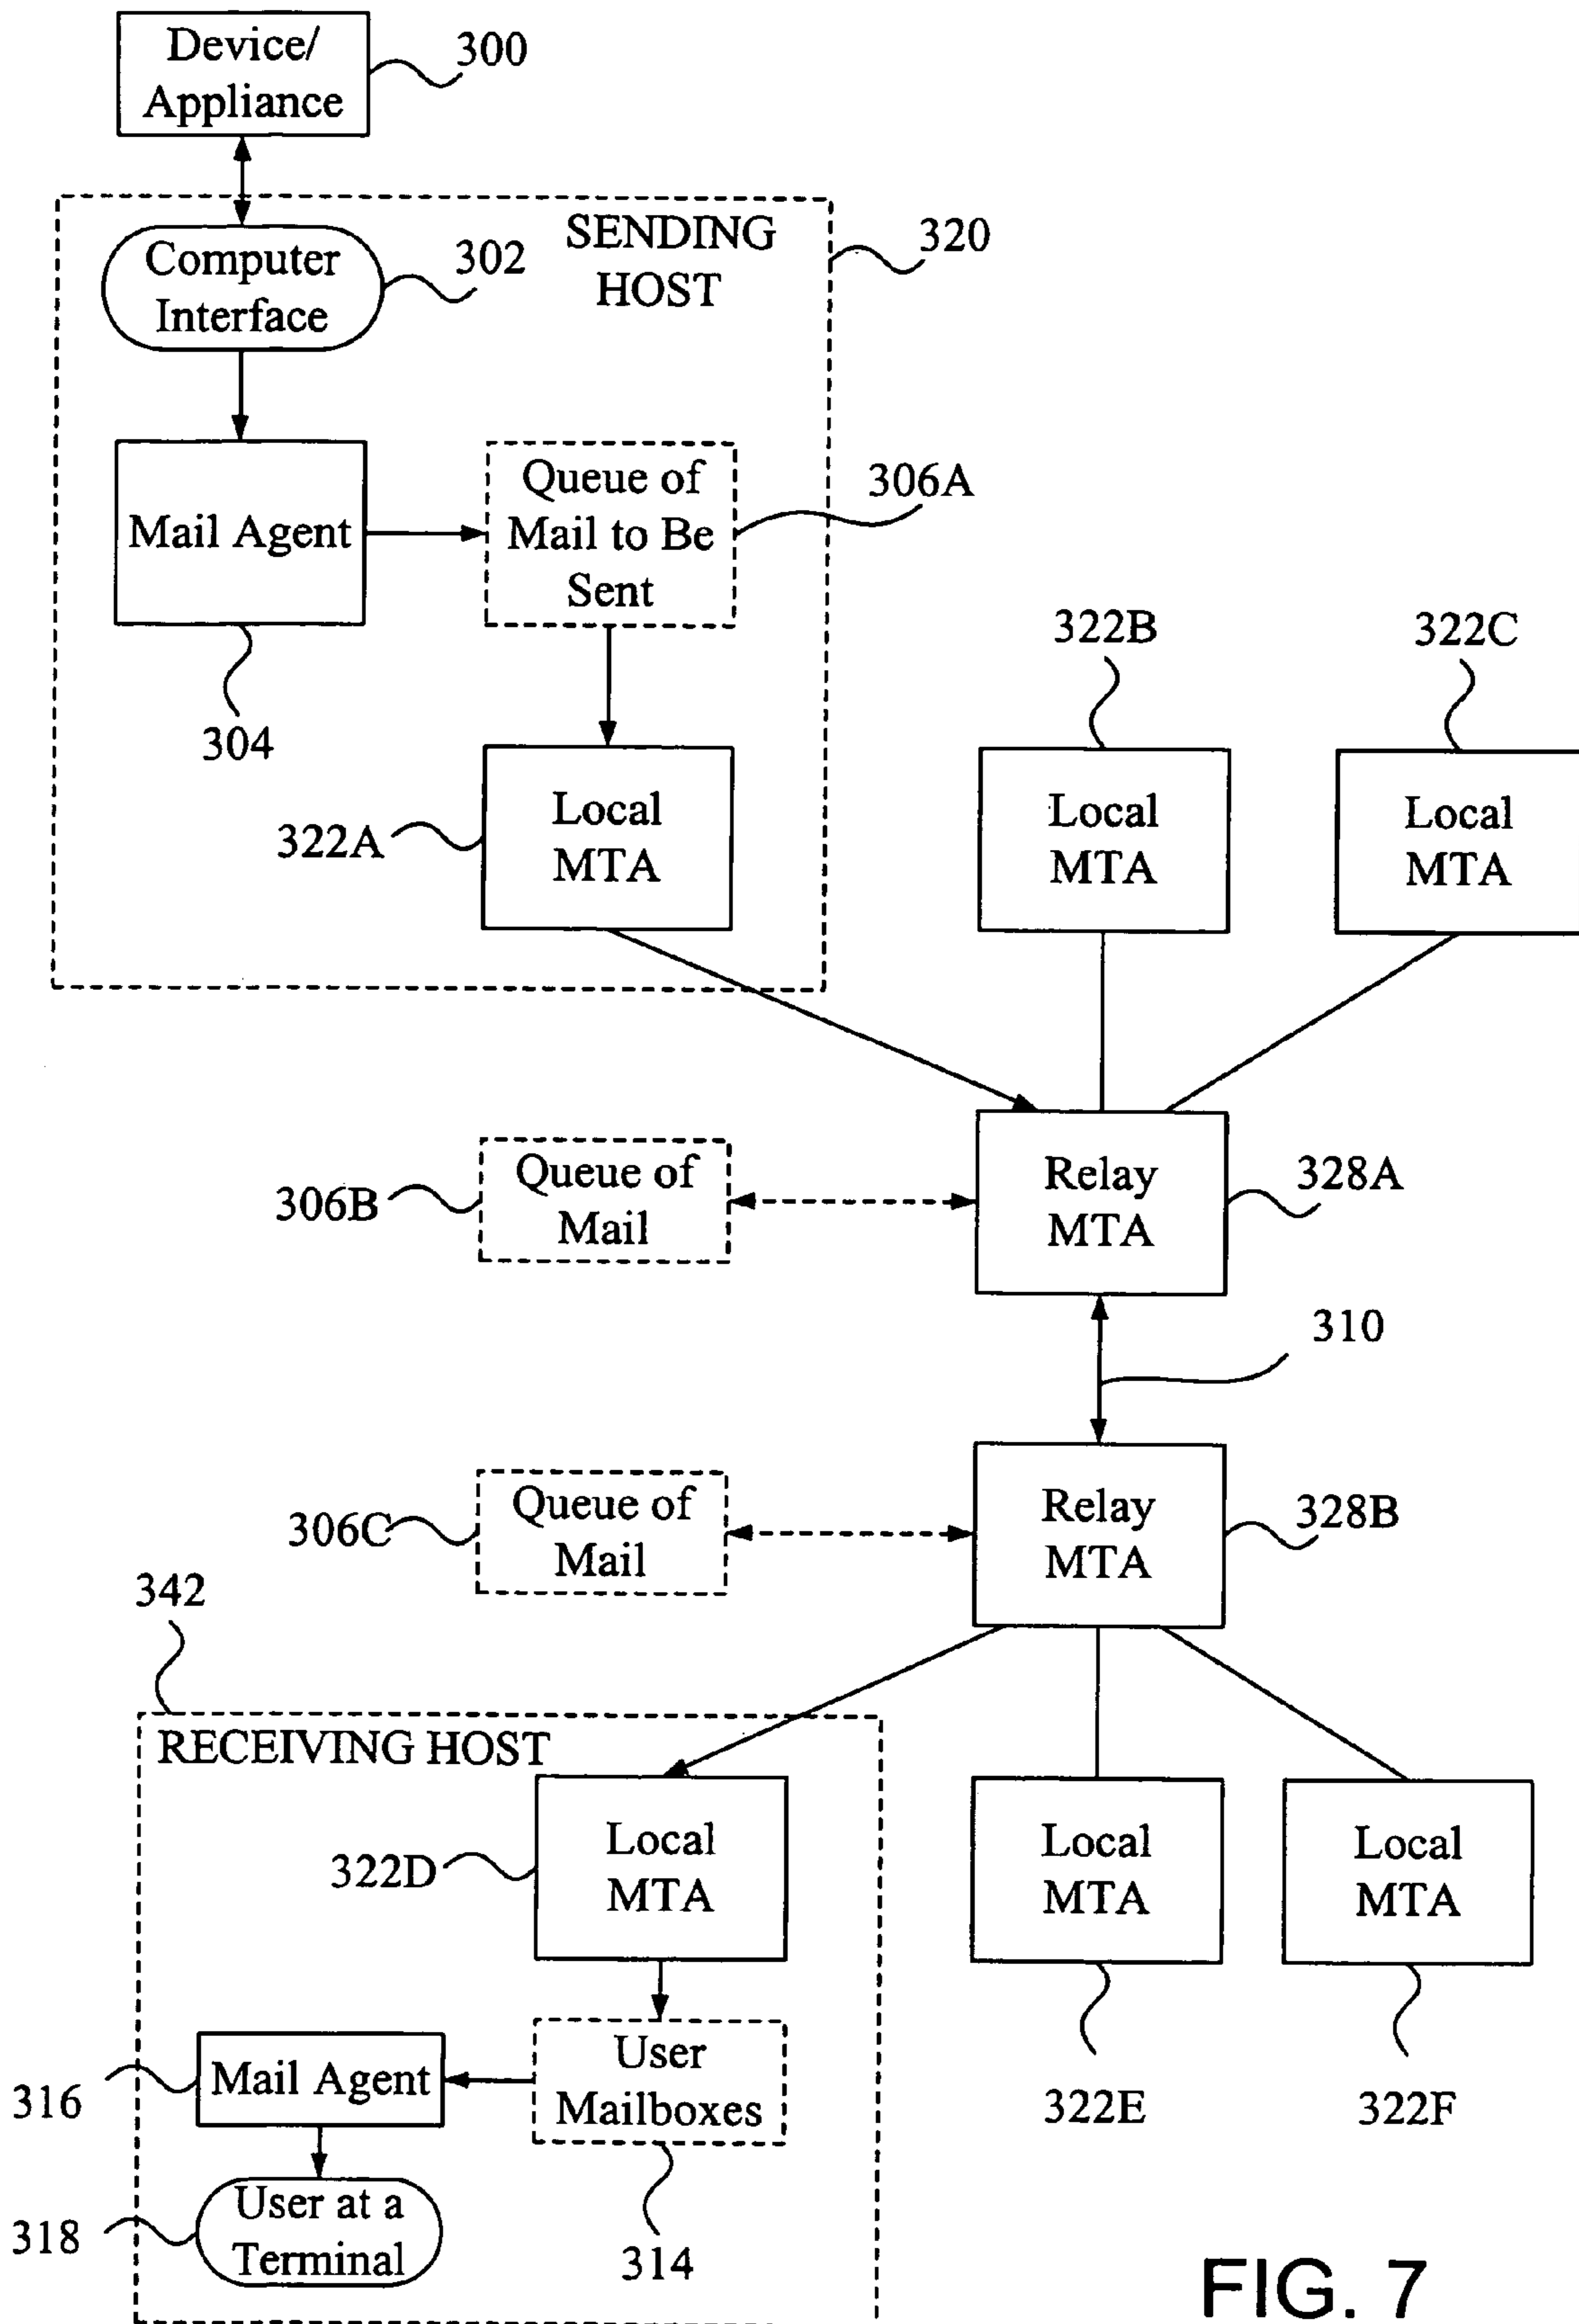 Device/
Appliance
300
SENDING
HOST
320
Computer
Interface
302
Mail Agent
304
Queue of
Mail to Be
Sent
306A
322B
322C
322A
Local
MTA
Local
MTA
Local
MTA
306B
Queue of
Mail
Relay
MTA
328A
310
306C
Queue of
Mail
Relay
MTA
328B
342
RECEIVING HOST
322D
Local
MTA
Local
MTA
Local
MTA
322E
322F
316
Mail Agent
User
Mailboxes
314
318
User at a
Terminal
FIG. 7